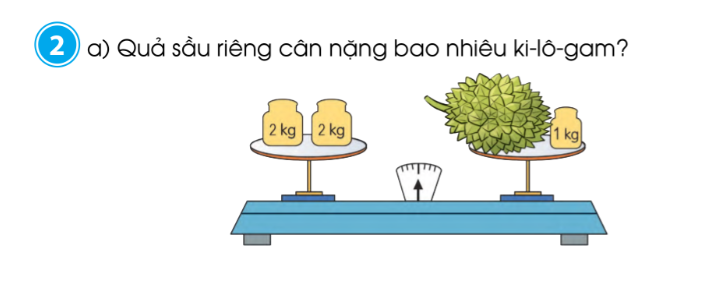 2 a) Quả sầu riêng cân nặng bao nhiêu ki-lô-gam?
2 kg 2 kg 1 kg